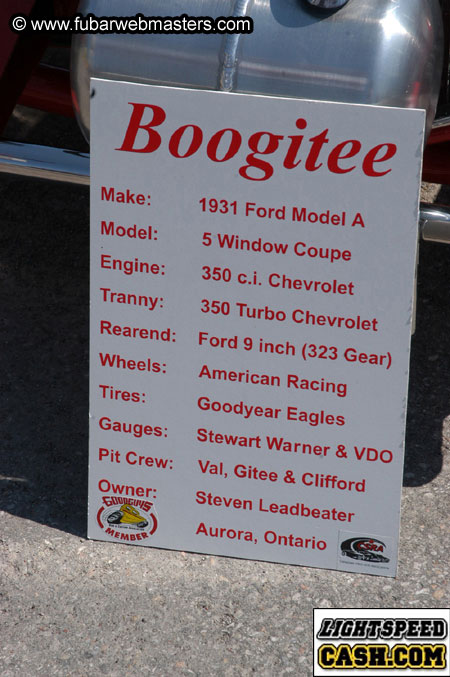 © www.fubarwebmasters.com
Boogitee
Make: 1931 Ford Model A
Model: 5 Window Coupe
Engine: 350 c.i. Chevrolet
Tranny: 350 Turbo Chevrolet
Rearend: Ford 9 inch (323 Gear)
Wheels: American Racing
Tires: Goodyear Eagles
Gauges: Stewart Warner & VDO
Pit Crew: Val, Gitee & Clifford
Owner: Steven Leadbeater
Aurora, Ontario
GOODGUYS
MEMBER
LIGHTSPEED
CASH.COM